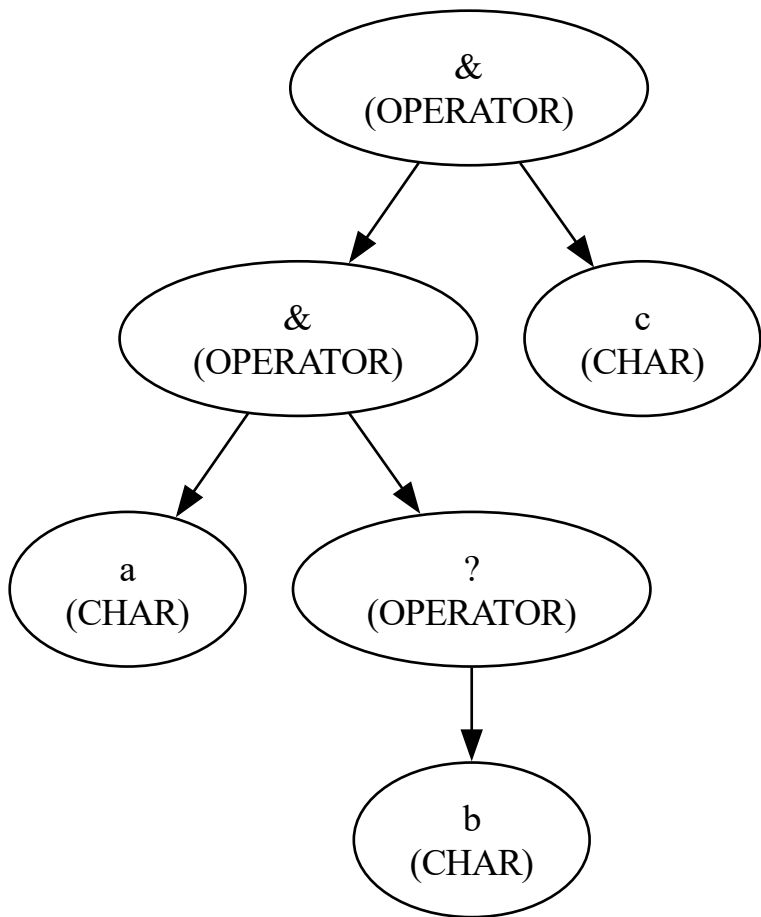 &
(OPERATOR)
&
(OPERATOR)
c
(CHAR)
a
(CHAR)
?
(OPERATOR)
b
(CHAR)